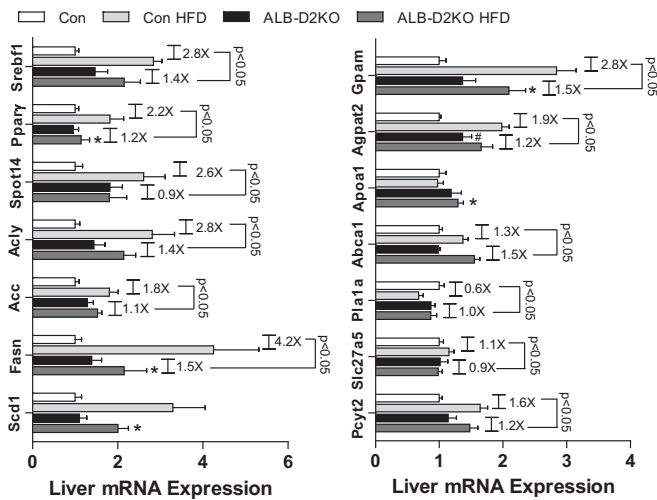 Con Con HFD ALB-D2KO ALB-D2KO HFD
Srebf1
2.8X
1.4X
p<0.05
Pparγ
2.2X
* 1.2X
p<0.05
Spot14
2.6X
0.9X
p<0.05
Acly
2.8X
1.4X
p<0.05
Acc
1.8X
1.1X
p<0.05
Fasn
4.2X
* 1.5X
p<0.05
Scd1
*
0 2 4 6
Liver mRNA Expression
Gpam
2.8X
* 1.5X
p<0.05
Agpat2
1.9X
#
1.2X
p<0.05
Apoa1
*
Abca1
1.3X
1.5X
p<0.05
Pla1a
0.6X
1.0X
p<0.05
Slc27a5
1.1X
0.9X
p<0.05
Pcyt2
1.6X
1.2X
p<0.05
0 1 2 3 4
Liver mRNA Expression